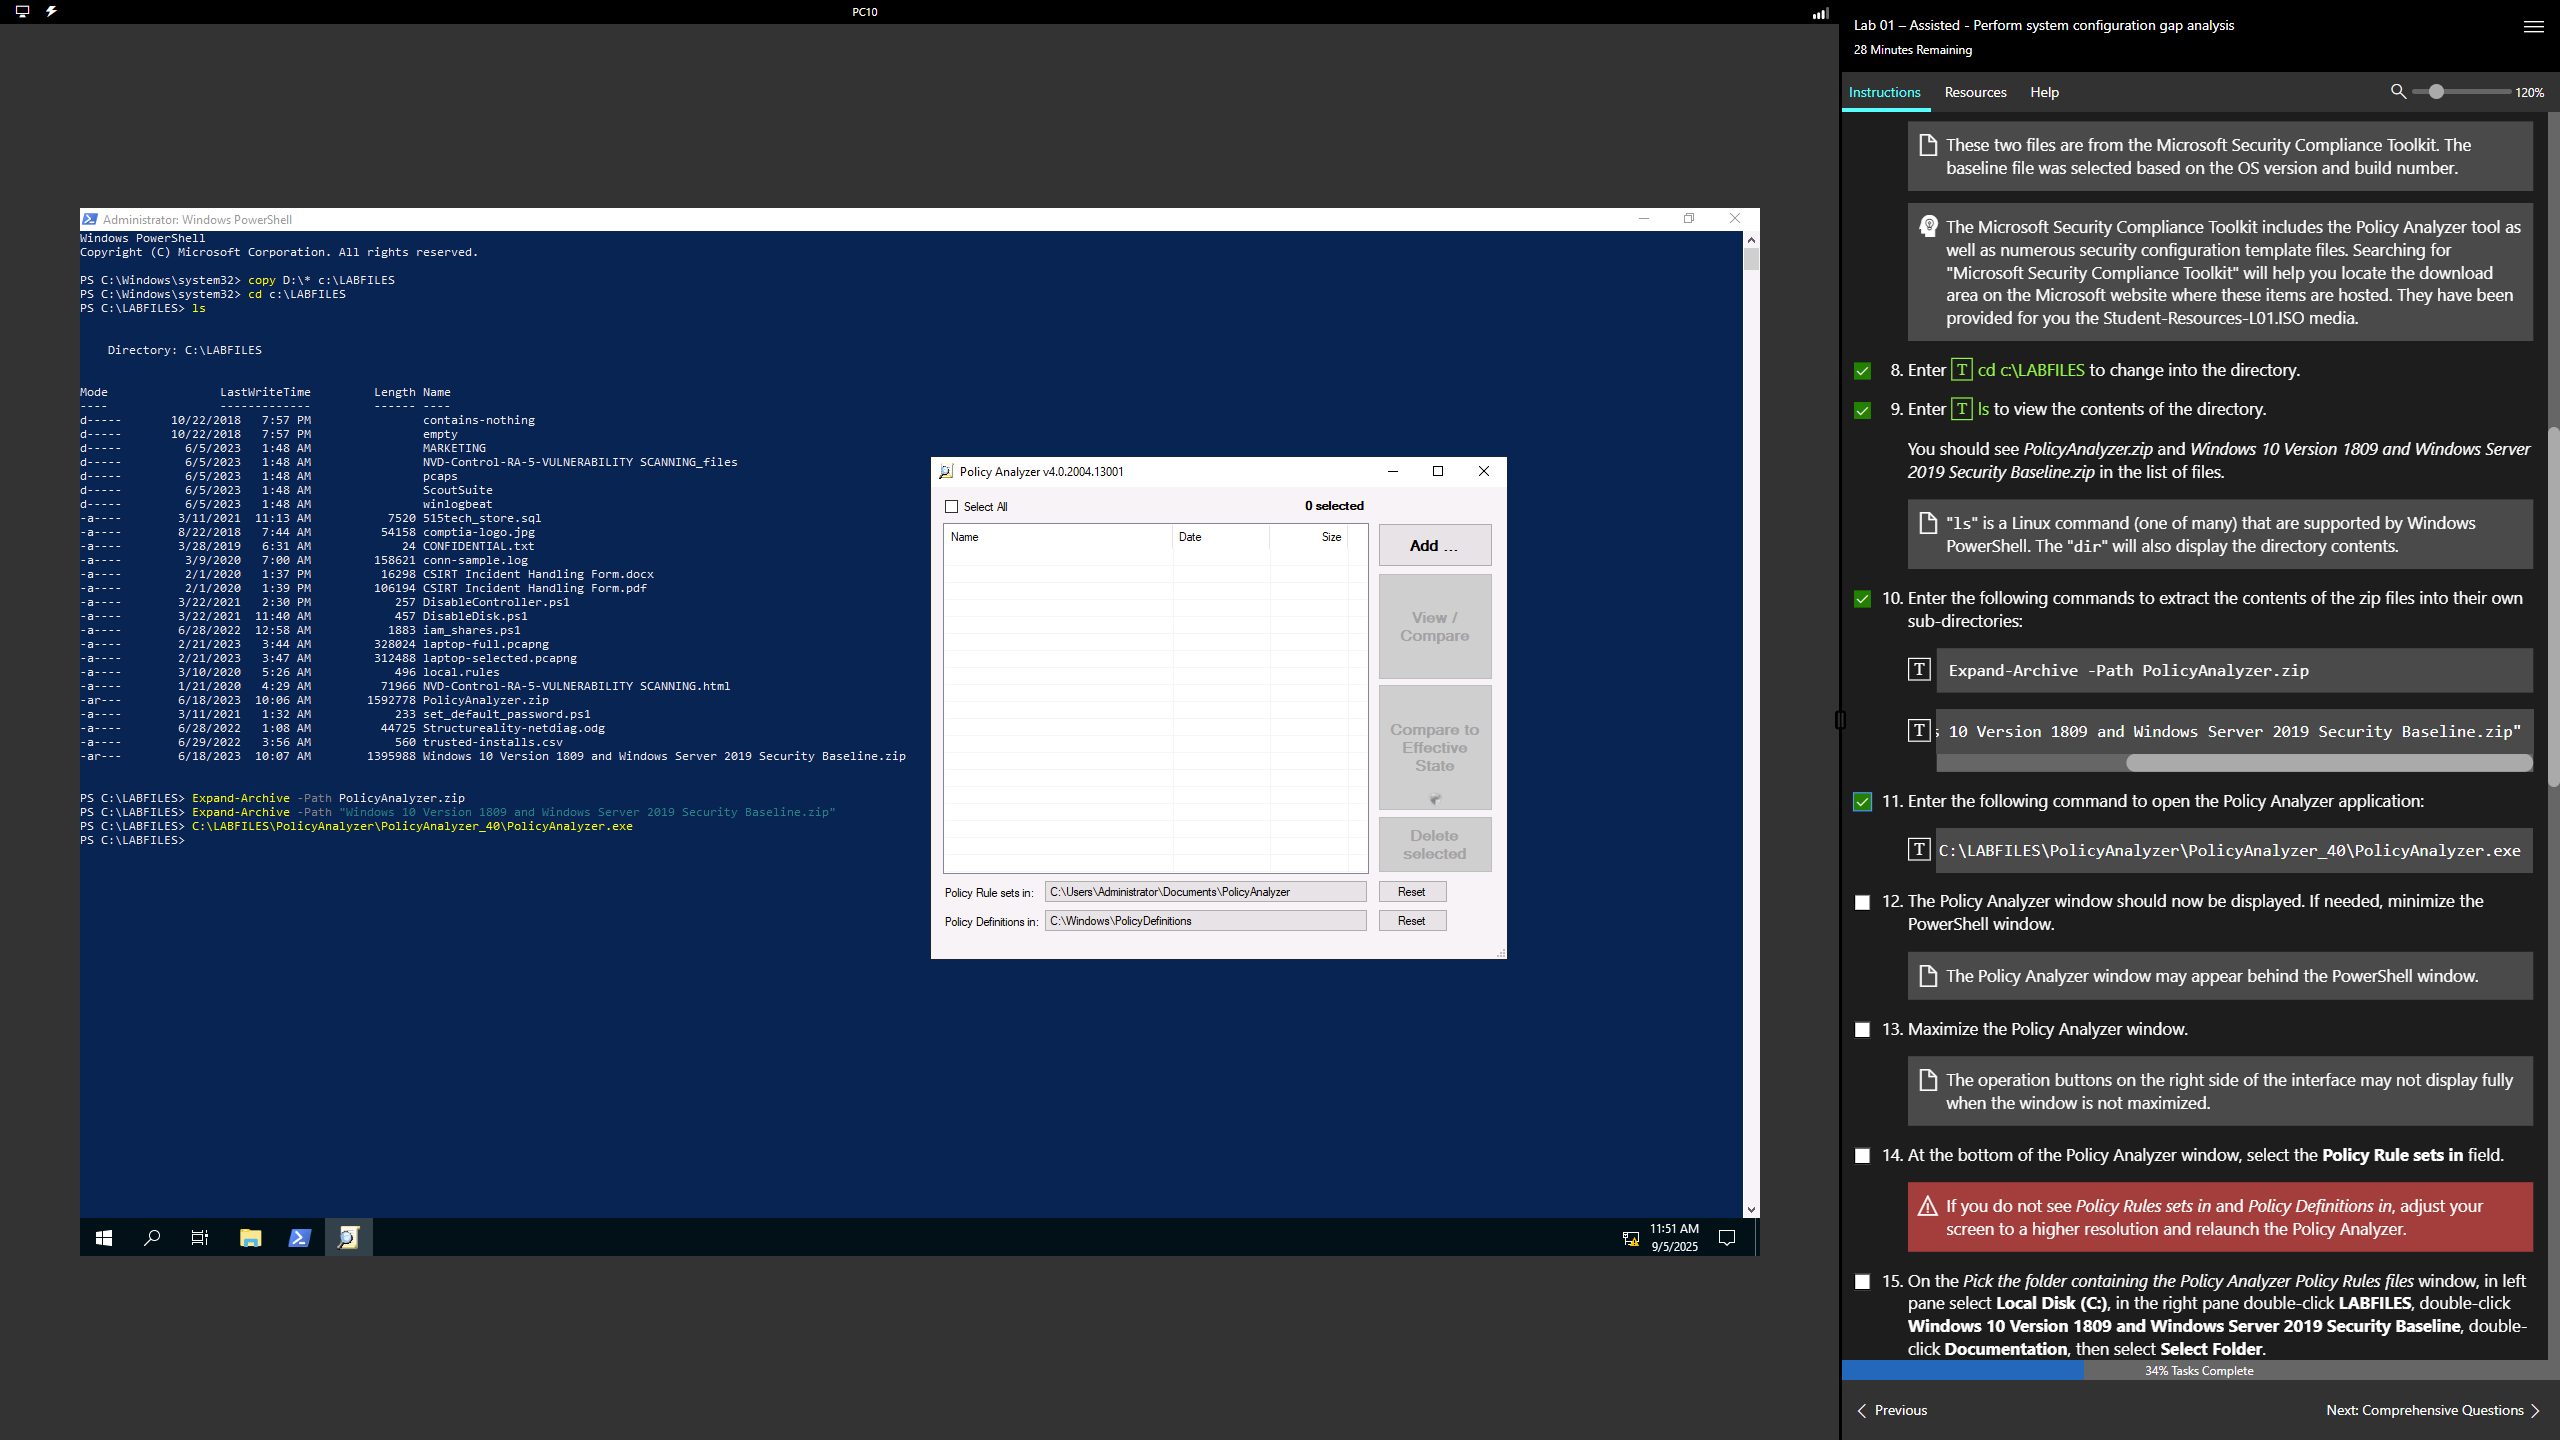 PC10
Administrator: Windows PowerShell
Windows PowerShell
Copyright (C) Microsoft Corporation. All rights reserved.
PS C:\Windows\system32> copy D:\* c:\LABFILES
PS C:\Windows\system32> cd c:\LABFILES
PS C:\LABFILES> ls
Directory: C:\LABFILES
Mode LastWriteTime Length Name
---- ------------- ------ ----
d----- 10/22/2018 7:57 PM contains-nothing
d----- 10/22/2018 7:57 PM empty
d----- 6/5/2023 1:48 AM MARKETING
d----- 6/5/2023 1:48 AM NVD-Control-RA-5-VULNERABILITY SCANNING_files
d----- 6/5/2023 1:48 AM pcaps
d----- 6/5/2023 1:48 AM ScoutSuite
d----- 6/5/2023 1:48 AM winlogbeat
-a---- 3/11/2021 11:13 AM 7520 515tech_store.sql
-a---- 8/22/2018 7:44 AM 54158 comptia-logo.jpg
-a---- 3/28/2019 6:31 AM 24 CONFIDENTIAL.txt
-a---- 3/9/2020 7:00 AM 158621 conn-sample.log
-a---- 2/1/2020 1:37 PM 16298 CSIRT Incident Handling Form.docx
-a---- 2/1/2020 1:39 PM 106194 CSIRT Incident Handling Form.pdf
-a---- 3/22/2021 2:30 PM 257 DisableController.ps1
-a---- 3/22/2021 11:40 AM 457 DisableDisk.ps1
-a---- 6/28/2022 12:58 AM 1883 iam_shares.ps1
-a---- 2/21/2023 3:44 AM 328024 laptop-full.pcapng
-a---- 2/21/2023 3:47 AM 312488 laptop-selected.pcapng
-a---- 3/10/2020 5:26 AM 496 local.rules
-a---- 1/21/2020 4:29 AM 71966 NVD-Control-RA-5-VULNERABILITY SCANNING.html
-ar--- 6/18/2023 10:06 AM 1592778 PolicyAnalyzer.zip
-a---- 3/11/2021 1:32 AM 233 set_default_password.ps1
-a---- 6/28/2022 1:08 AM 44725 Structureality-netdiag.odg
-a---- 6/29/2022 3:56 AM 560 trusted-installs.csv
-ar--- 6/18/2023 10:07 AM 1395988 Windows 10 Version 1809 and Windows Server 2019 Security Baseline.zip
PS C:\LABFILES> Expand-Archive -Path PolicyAnalyzer.zip
PS C:\LABFILES> Expand-Archive -Path "Windows 10 Version 1809 and Windows Server 2019 Security Baseline.zip"
PS C:\LABFILES> C:\LABFILES\PolicyAnalyzer\PolicyAnalyzer_40\PolicyAnalyzer.exe
PS C:\LABFILES>
Policy Analyzer v4.0.2004.13001
Select All
0 selected
Name Date Size
Add ...
View /
Compare
Compare to
Effective
State
Delete
selected
Policy Rule sets in: C:\Users\Administrator\Documents\PolicyAnalyzer Reset
Policy Definitions in: C:\Windows\PolicyDefinitions Reset
11:51 AM
9/5/2025
Lab 01 – Assisted - Perform system configuration gap analysis
28 Minutes Remaining
Instructions Resources Help 120%
These two files are from the Microsoft Security Compliance Toolkit. The
baseline file was selected based on the OS version and build number.
The Microsoft Security Compliance Toolkit includes the Policy Analyzer tool as
well as numerous security configuration template files. Searching for
"Microsoft Security Compliance Toolkit" will help you locate the download
area on the Microsoft website where these items are hosted. They have been
provided for you the Student-Resources-L01.ISO media.
8. Enter T cd c:\LABFILES to change into the directory.
9. Enter T ls to view the contents of the directory.
You should see PolicyAnalyzer.zip and Windows 10 Version 1809 and Windows Server
2019 Security Baseline.zip in the list of files.
"ls" is a Linux command (one of many) that are supported by Windows
PowerShell. The "dir" will also display the directory contents.
10. Enter the following commands to extract the contents of the zip files into their own
sub-directories:
T Expand-Archive -Path PolicyAnalyzer.zip
T s 10 Version 1809 and Windows Server 2019 Security Baseline.zip"
11. Enter the following command to open the Policy Analyzer application:
T C:\LABFILES\PolicyAnalyzer\PolicyAnalyzer_40\PolicyAnalyzer.exe
12. The Policy Analyzer window should now be displayed. If needed, minimize the
PowerShell window.
The Policy Analyzer window may appear behind the PowerShell window.
13. Maximize the Policy Analyzer window.
The operation buttons on the right side of the interface may not display fully
when the window is not maximized.
14. At the bottom of the Policy Analyzer window, select the Policy Rule sets in field.
If you do not see Policy Rules sets in and Policy Definitions in, adjust your
screen to a higher resolution and relaunch the Policy Analyzer.
15. On the Pick the folder containing the Policy Analyzer Policy Rules files window, in left
pane select Local Disk (C:), in the right pane double-click LABFILES, double-click
Windows 10 Version 1809 and Windows Server 2019 Security Baseline, double-
click Documentation, then select Select Folder.
34% Tasks Complete
Previous
Next: Comprehensive Questions